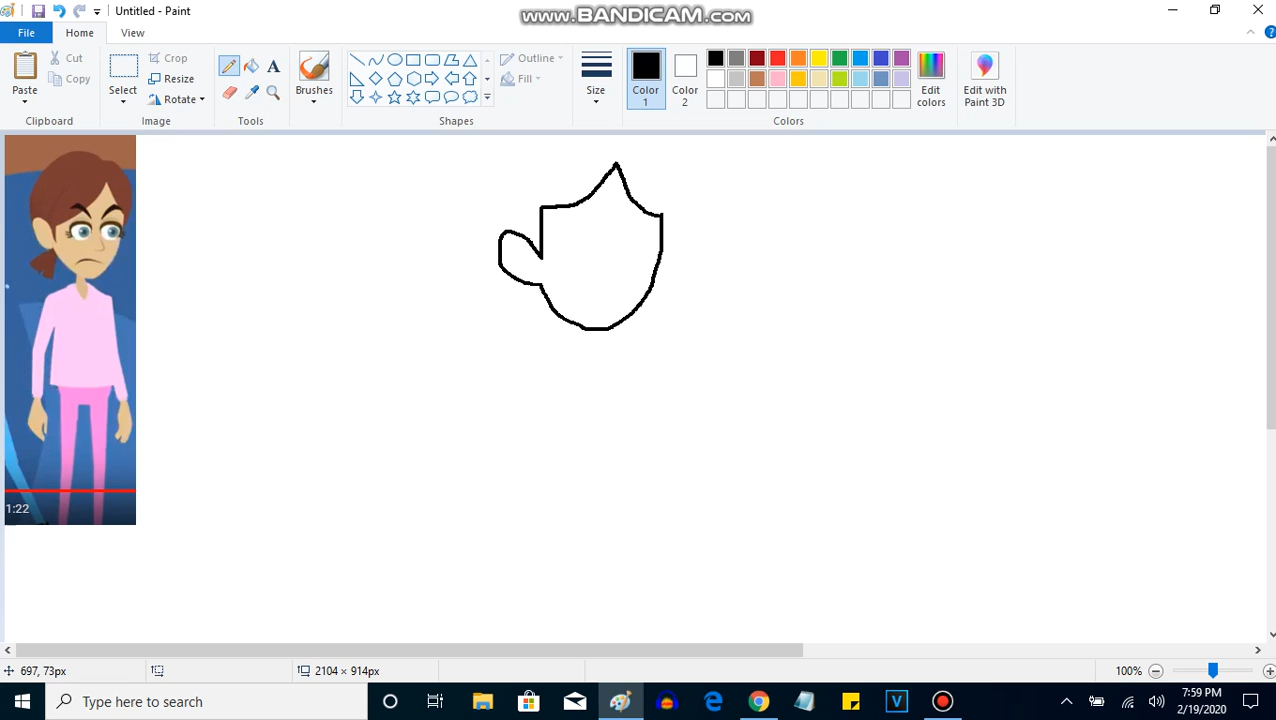 Untitled - Paint
www.BANDICAM.com
File
Home
View
Paste
Cut
Copy
Clipboard
Select
Crop
Resize
Rotate
Image
Tools
Brushes
Shapes
Outline
Fill
Size
Color 1
Color 2
Colors
Edit colors
Edit with Paint 3D
1:22
697, 73px
2104 × 914px
100%
Type here to search
7:59 PM
2/19/2020